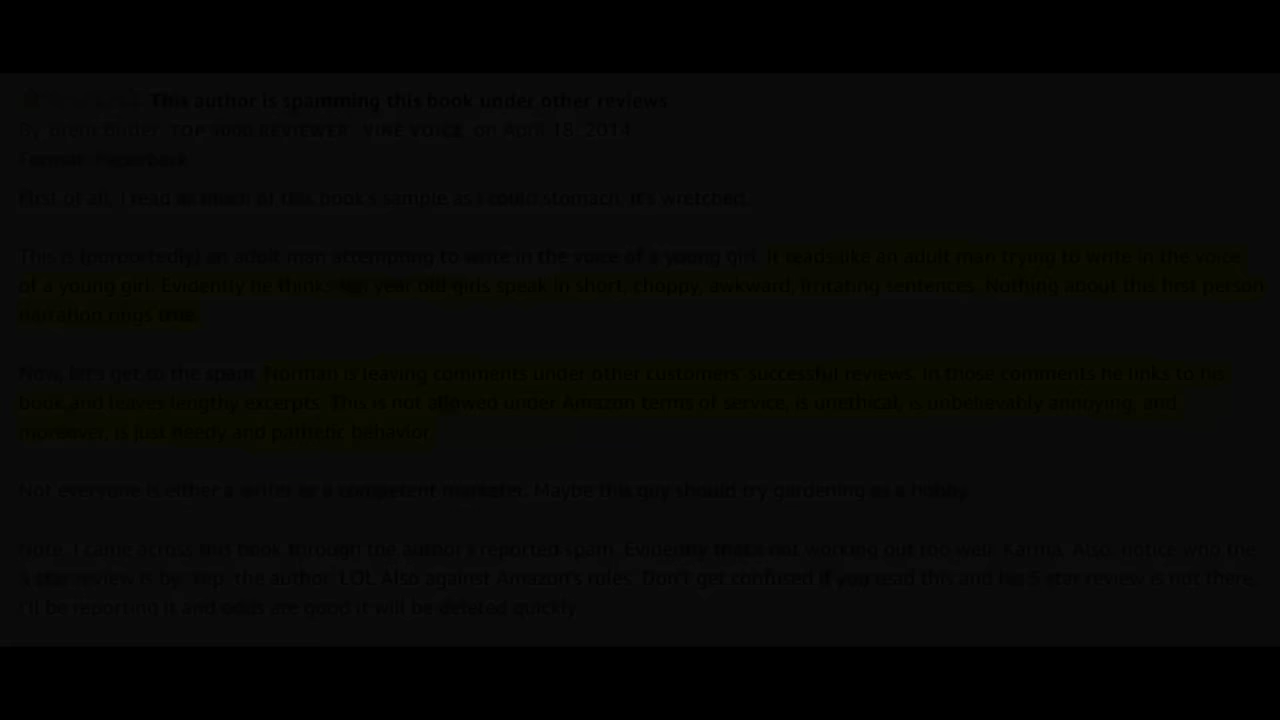 This author is spamming this book under other reviews
By Brent Butler TOP 1000 REVIEWER VINE VOICE on April 18, 2014
Format: Paperback
First of all, I read as much of this book's sample as I could stomach. It's wretched.
This is (purportedly) an adult man attempting to write in the voice of a young girl. It reads like an adult man trying to write in the voice
of a young girl. Evidently he thinks year old girls speak in short, choppy, awkward, irritating sentences. Nothing about this first person
narration rings true.
Now, let's get to the spam. Norman is leaving comments under other customers' successful reviews. In those comments he links to his
book and leaves lengthy excerpts. This is not allowed under Amazon terms of service, is unethical, is unbelievably annoying, and
moreover, is just needy and pathetic behavior.
Not everyone is either a writer or a competent marketer. Maybe this guy should try gardening as a hobby.
Note: I came across this book through the author's reported spam. Evidently that's not working out too well. Karma. Also, notice who the
5 star review is by: yep, the author. LOL Also against Amazon's rules. Don't get confused if you read this and his 5 star review is not there.
I'll be reporting it and odds are good it will be deleted quickly.